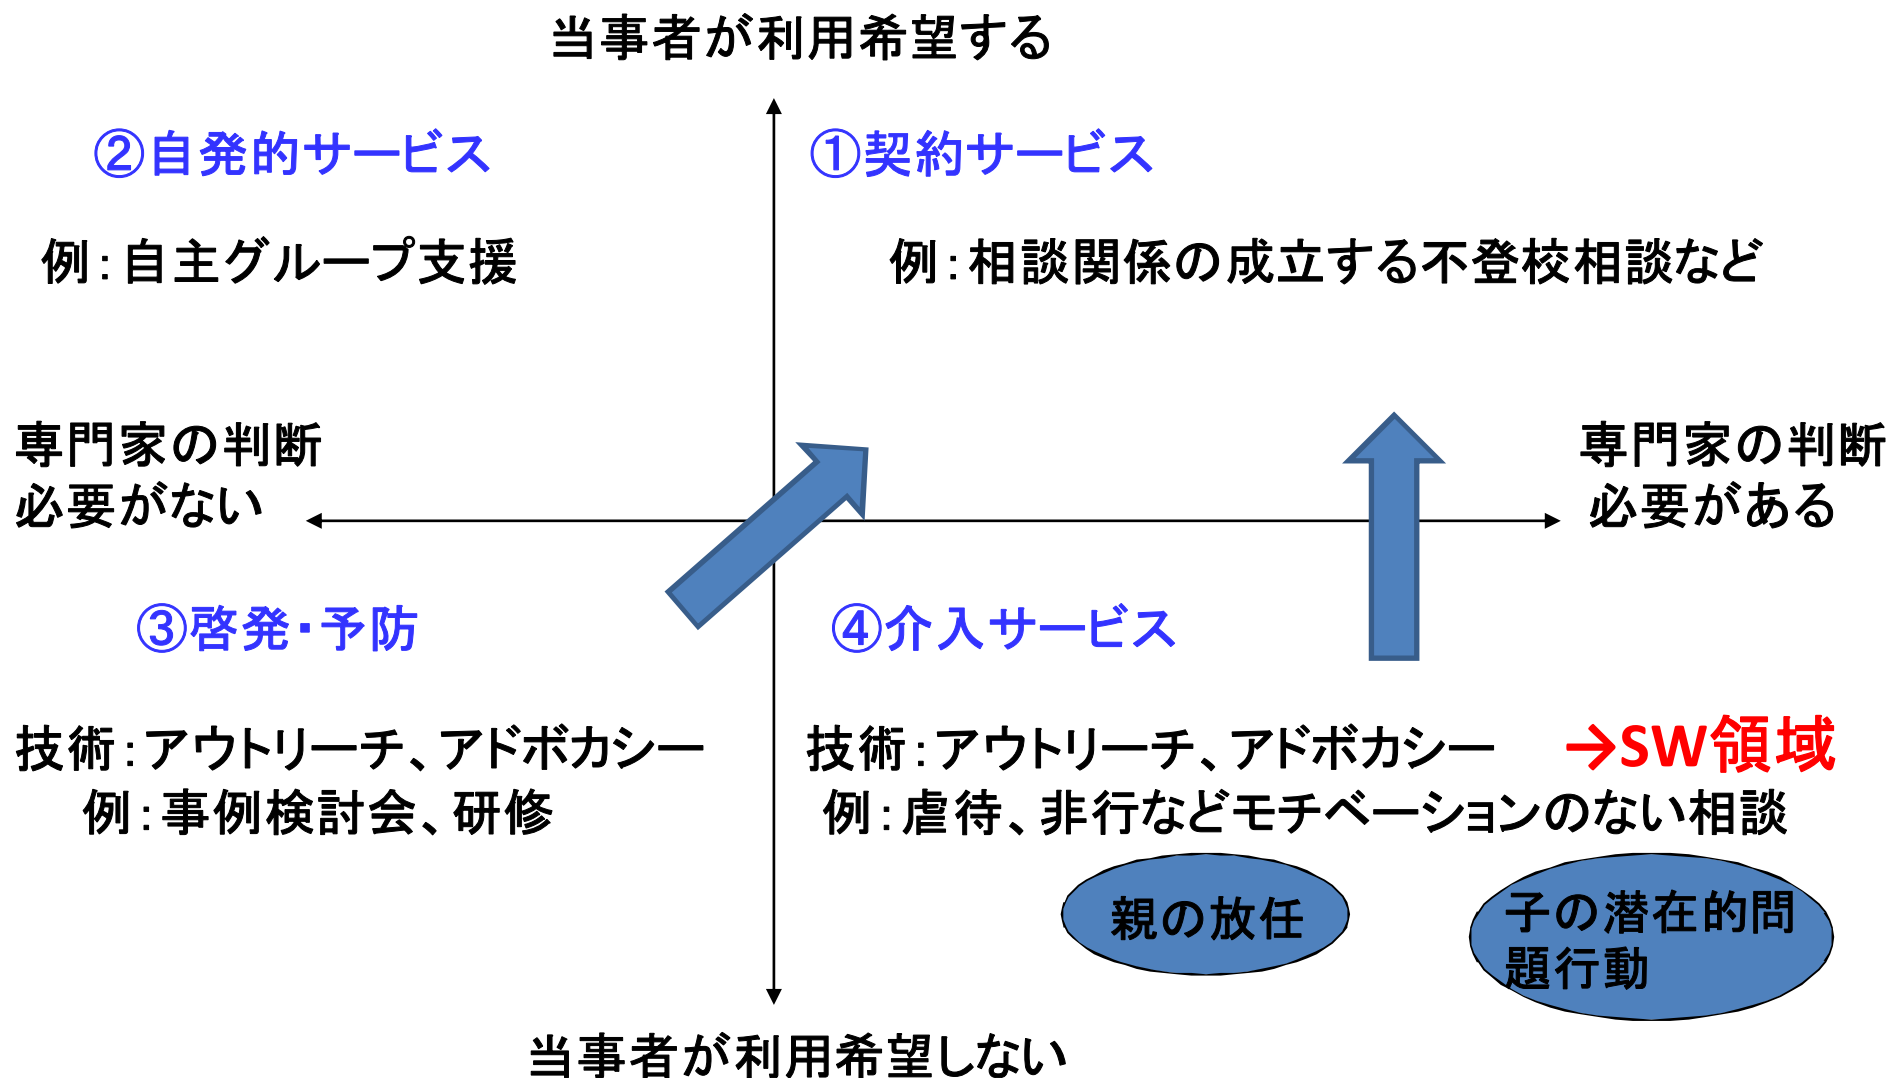 当事者が利用希望する
②自発的サービス
①契約サービス
例：自主グループ支援
例：相談関係の成立する不登校相談など
専門家の判断
必要がない
専門家の判断
必要がある
③啓発・予防
④介入サービス
技術：アウトリーチ、アドボカシー
例：事例検討会、研修
技術：アウトリーチ、アドボカシー →SW領域
例：虐待、非行などモチベーションのない相談
親の放任
子の潜在的問
題行動
当事者が利用希望しない